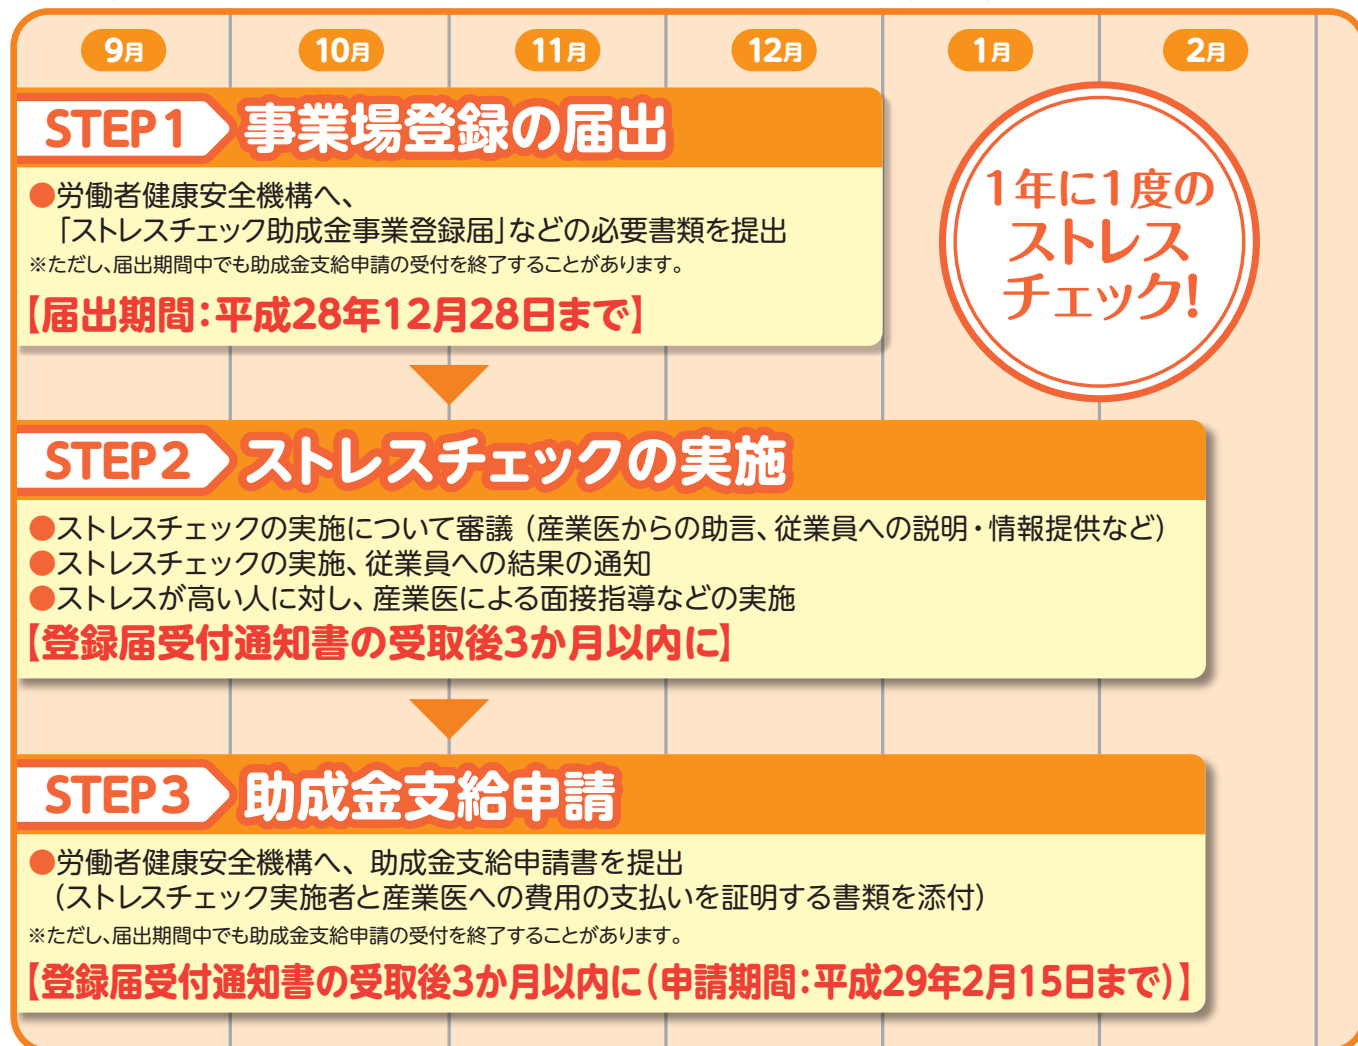 9月 10月 11月 12月 1月 2月
STEP1 事業場登録の届出
●労働者健康安全機構へ、
「ストレスチェック助成金事業登録届」などの必要書類を提出
※ただし、届出期間中でも助成金支給申請の受付を終了することがあります。
【届出期間：平成28年12月28日まで】
1年に1度の
ストレス
チェック!
STEP2 ストレスチェックの実施
●ストレスチェックの実施について審議（産業医からの助言、従業員への説明・情報提供など）
●ストレスチェックの実施、従業員への結果の通知
●ストレスが高い人に対し、産業医による面接指導などの実施
【登録届受付通知書の受取後3か月以内に】
STEP3 助成金支給申請
●労働者健康安全機構へ、助成金支給申請書を提出
（ストレスチェック実施者と産業医への費用の支払いを証明する書類を添付）
※ただし、届出期間中でも助成金支給申請の受付を終了することがあります。
【登録届受付通知書の受取後3か月以内に（申請期間：平成29年2月15日まで）】